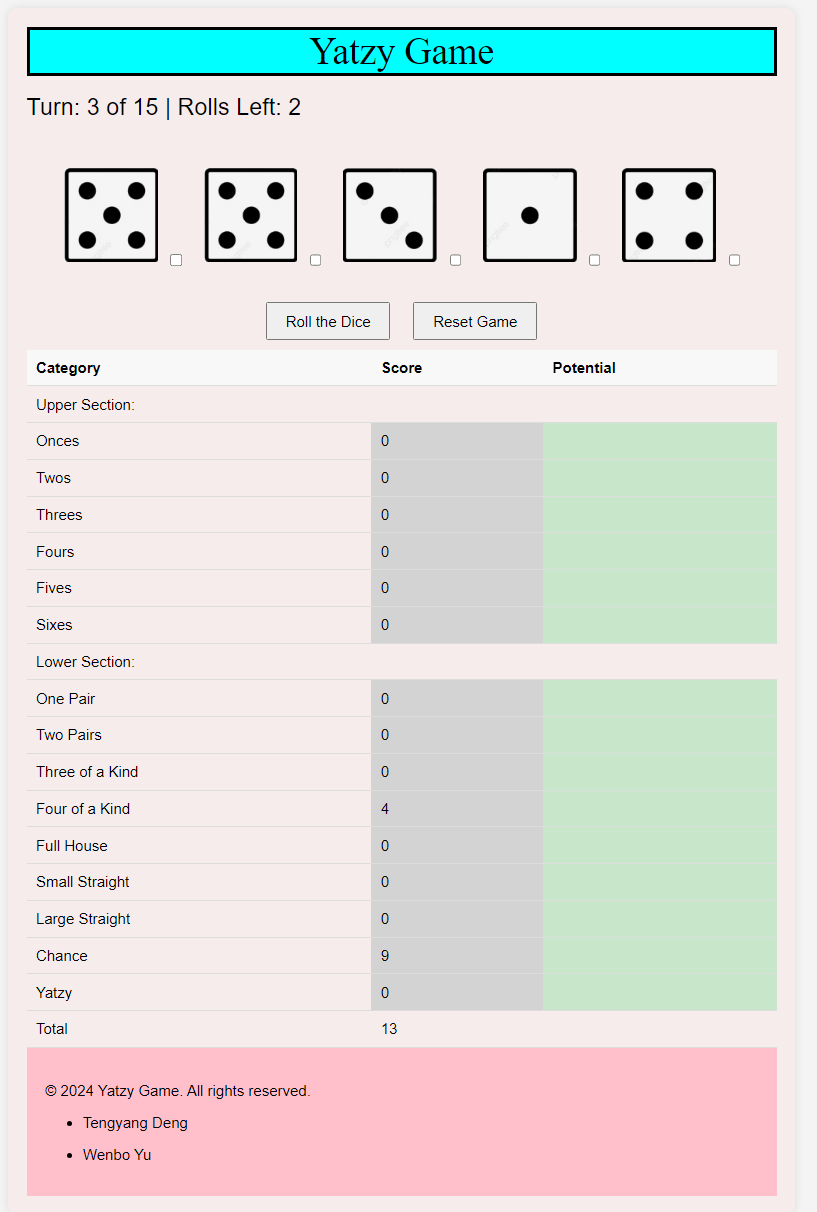 Yatzy Game
Turn: 3 of 15 | Rolls Left: 2
Roll the Dice Reset Game
Category Score Potential
Upper Section:
Onces 0
Twos 0
Threes 0
Fours 0
Fives 0
Sixes 0
Lower Section:
One Pair 0
Two Pairs 0
Three of a Kind 0
Four of a Kind 4
Full House 0
Small Straight 0
Large Straight 0
Chance 9
Yatzy 0
Total 13
© 2024 Yatzy Game. All rights reserved.
• Tengyang Deng
• Wenbo Yu